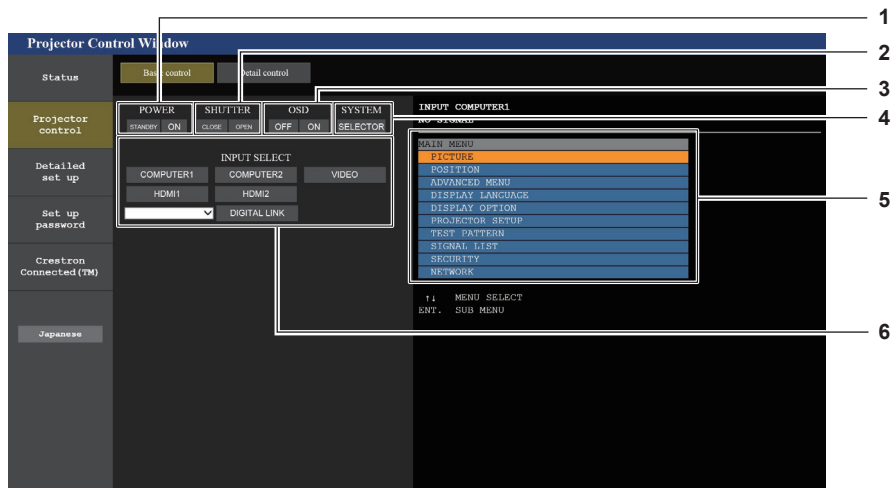 Projector Control Window
Status
Basic control
Detail control
Projector
control
Detailed
set up
Set up
password
Crestron
Connected(TM)
Japanese
POWER
STANDBY ON
SHUTTER
CLOSE OPEN
OSD
OFF ON
SYSTEM
SELECTOR
INPUT SELECT
COMPUTER1 COMPUTER2 VIDEO
HDMI1 HDMI2
DIGITAL LINK
INPUT COMPUTER1
NO SIGNAL
MAIN MENU
PICTURE
POSITION
ADVANCED MENU
DISPLAY LANGUAGE
DISPLAY OPTION
PROJECTOR SETUP
TEST PATTERN
SIGNAL LIST
SECURITY
NETWORK
↑↓ MENU SELECT
ENT. SUB MENU
1
2
3
4
5
6